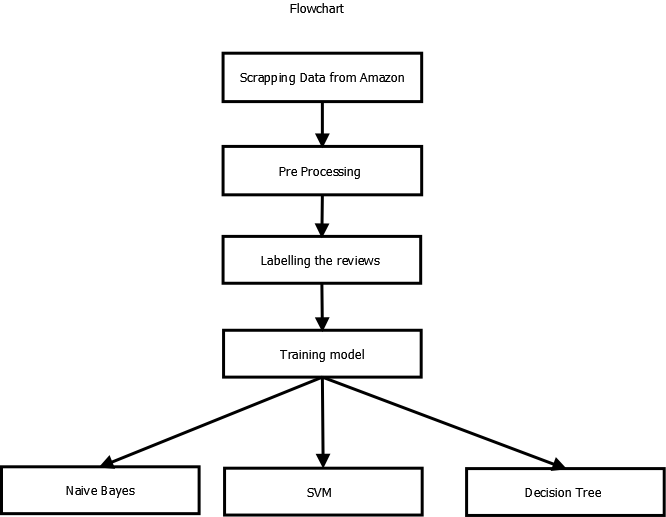 Flowchart
Scrapping Data from Amazon
Pre Processing
Labelling the reviews
Training model
Naive Bayes
SVM
Decision Tree